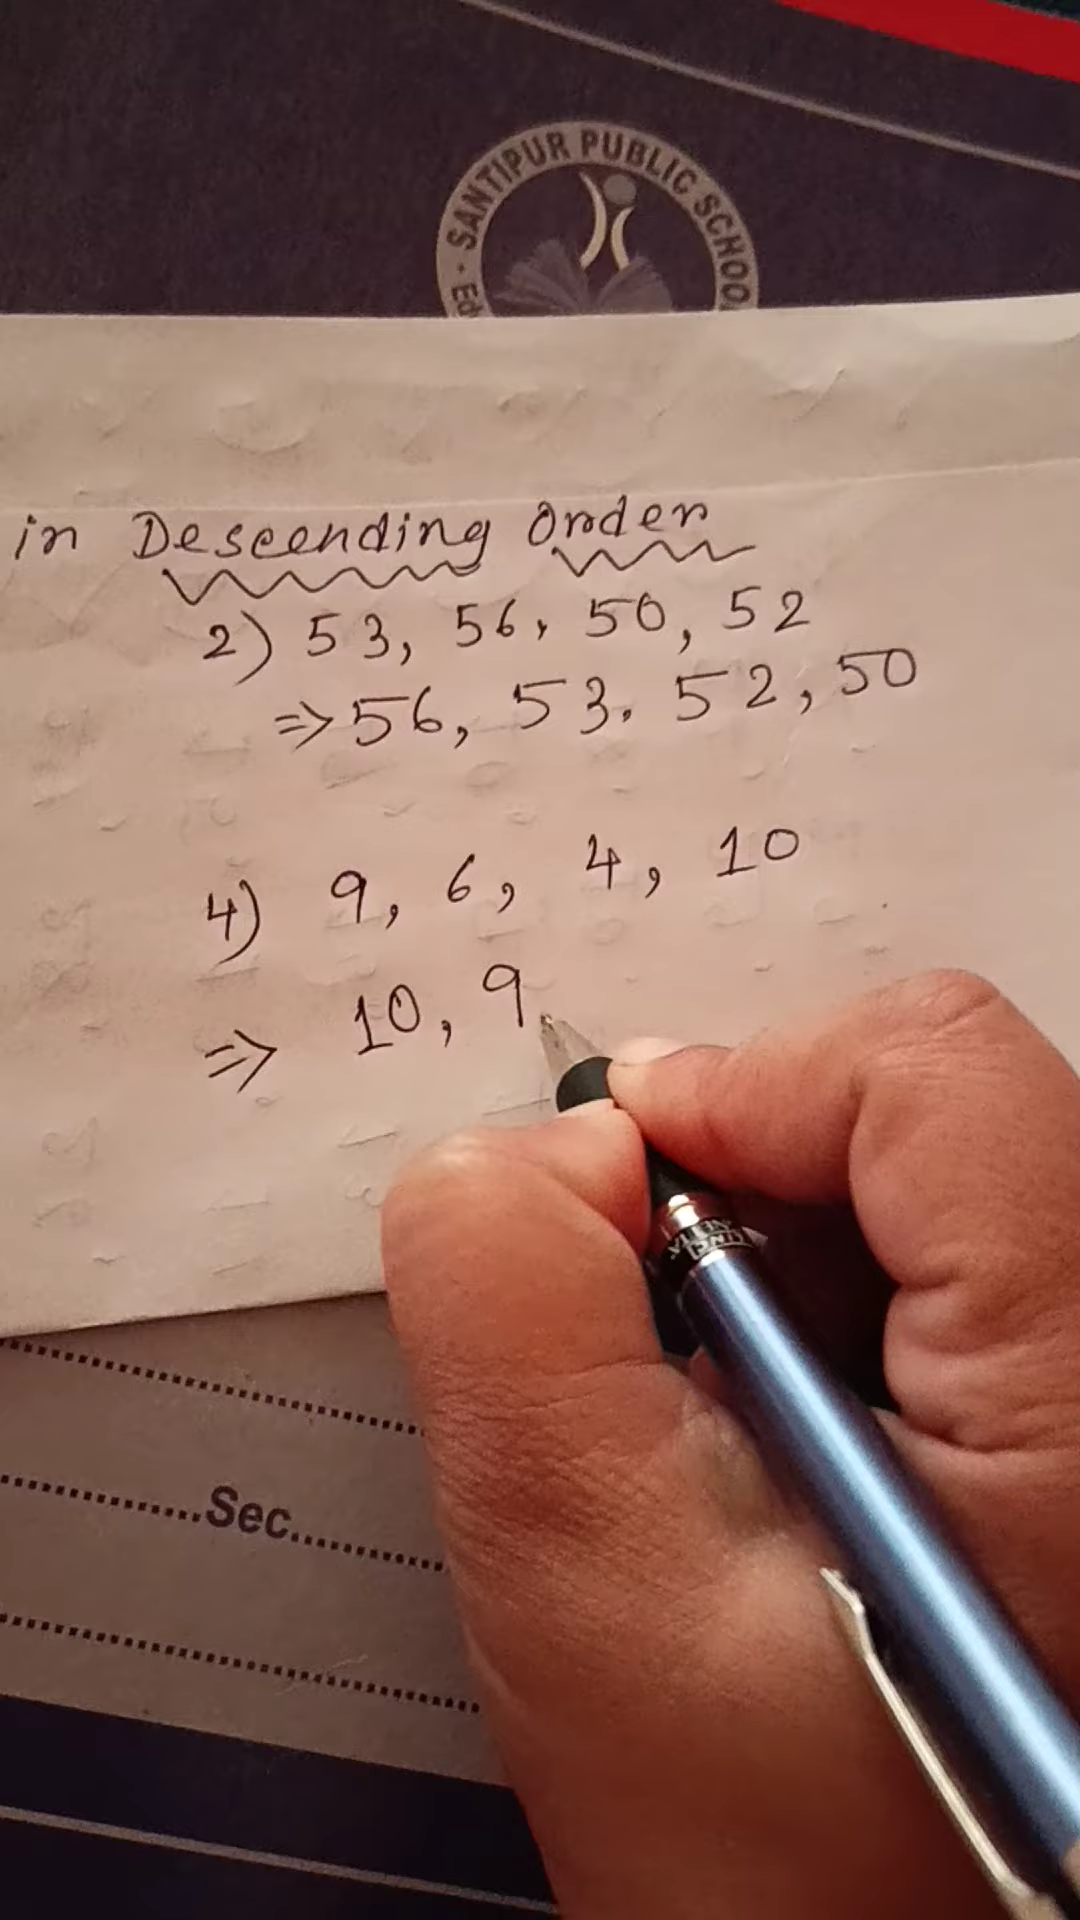 SANTIPUR PUBLIC SCHOO
in Descending Order
2) 53, 56, 50, 52
⇒ 56, 53, 52, 50
4) 9, 6, 4, 10
⇒ 10, 9
Sec